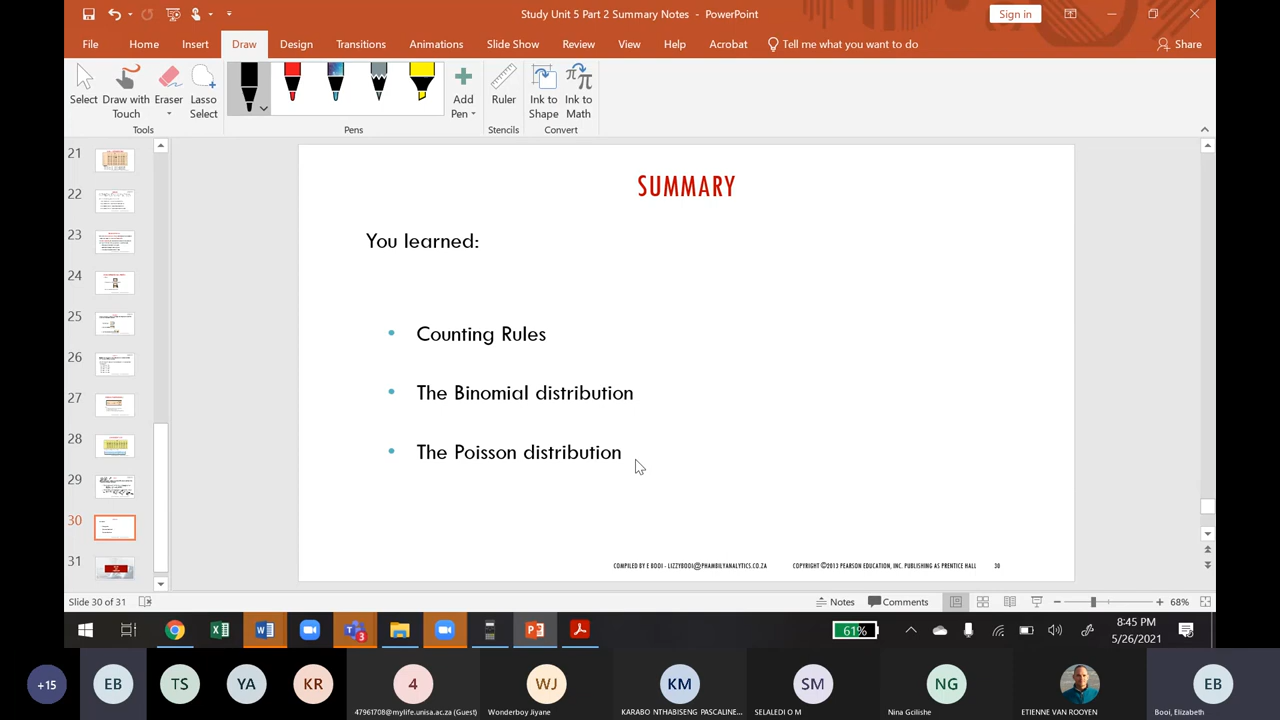 Study Unit 5 Part 2 Summary Notes - PowerPoint
Sign in
File Home Insert Draw Design Transitions Animations Slide Show Review View Help Acrobat Tell me what you want to do Share
Select
Draw with
Touch
Eraser
Lasso
Select
Add
Pen
Ruler
Ink to
Shape
Ink to
Math
Tools
Pens
Stencils
Convert
21
22
23
24
25
26
27
28
29
30
31
SUMMARY
You learned:
• Counting Rules
• The Binomial distribution
• The Poisson distribution
COMPILED BY E BOOI - LIZZYBOOI@PHAMBILYANALYTICS.CO.ZA COPYRIGHT ©2013 PEARSON EDUCATION, INC. PUBLISHING AS PRENTICE HALL 30
Slide 30 of 31
Notes Comments 68%
3
61%
8:45 PM
5/26/2021
+15 EB TS YA KR 4 WJ KM SM NG EB
47961708@mylife.unisa.ac.za (Guest)
Wonderboy Jiyane
KARABO NTHABISENG PASCALINE...
SELALEDI O M
Nina Gcilishe
ETIENNE VAN ROOYEN
Booi, Elizabeth